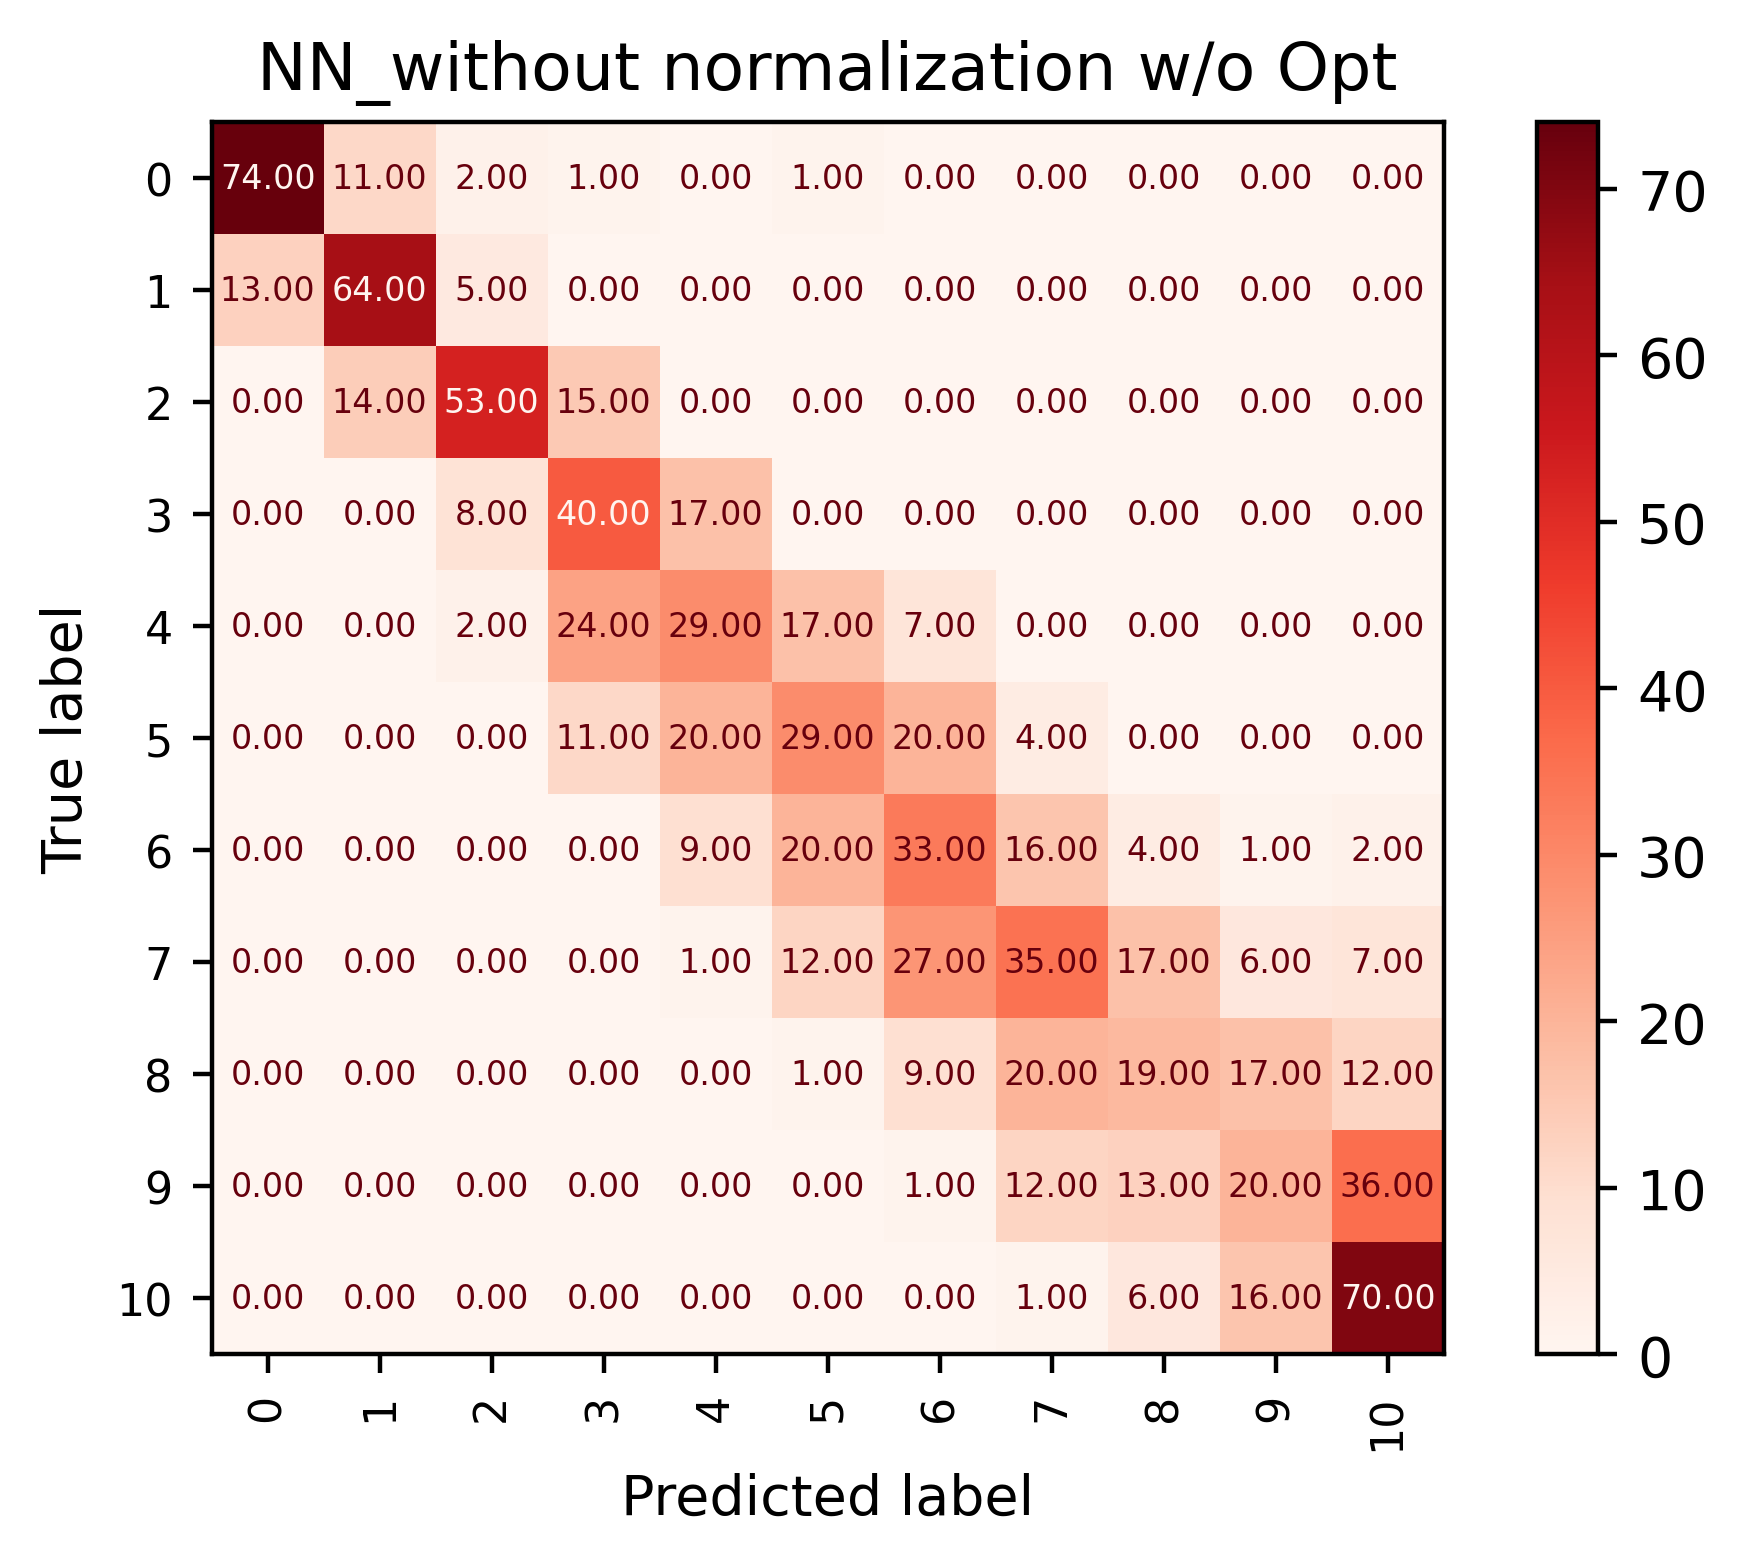 NN_without normalization w/o Opt
0 74.00 11.00 2.00 1.00 0.00 1.00 0.00 0.00 0.00 0.00 0.00
1 13.00 64.00 5.00 0.00 0.00 0.00 0.00 0.00 0.00 0.00 0.00
2 0.00 14.00 53.00 15.00 0.00 0.00 0.00 0.00 0.00 0.00 0.00
3 0.00 0.00 8.00 40.00 17.00 0.00 0.00 0.00 0.00 0.00 0.00
4 0.00 0.00 2.00 24.00 29.00 17.00 7.00 0.00 0.00 0.00 0.00
5 0.00 0.00 0.00 11.00 20.00 29.00 20.00 4.00 0.00 0.00 0.00
6 0.00 0.00 0.00 0.00 9.00 20.00 33.00 16.00 4.00 1.00 2.00
7 0.00 0.00 0.00 0.00 1.00 12.00 27.00 35.00 17.00 6.00 7.00
8 0.00 0.00 0.00 0.00 0.00 1.00 9.00 20.00 19.00 17.00 12.00
9 0.00 0.00 0.00 0.00 0.00 0.00 1.00 12.00 13.00 20.00 36.00
10 0.00 0.00 0.00 0.00 0.00 0.00 0.00 1.00 6.00 16.00 70.00
0 1 2 3 4 5 6 7 8 9 10
Predicted label
True label
70
60
50
40
30
20
10
0